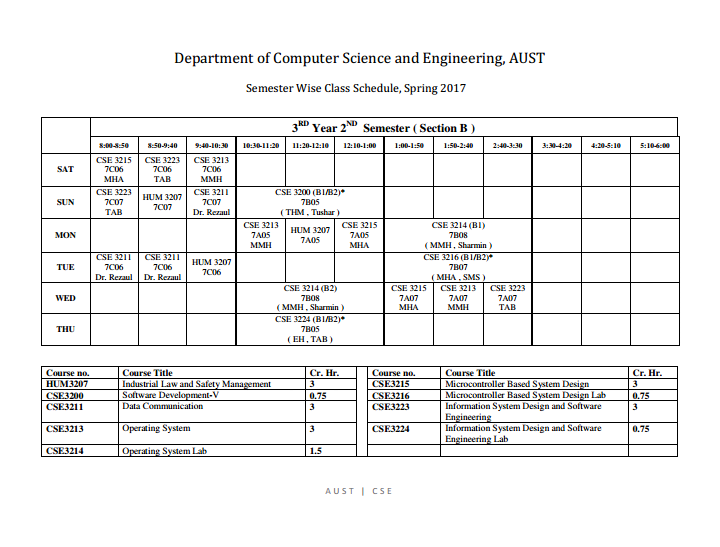 Department of Computer Science and Engineering, AUST
Semester Wise Class Schedule, Spring 2017
3RD Year 2ND Semester ( Section B )
8:00-8:50 8:50-9:40 9:40-10:30 10:30-11:20 11:20-12:10 12:10-1:00 1:00-1:50 1:50-2:40 2:40-3:30 3:30-4:20 4:20-5:10 5:10-6:00
SAT
CSE 3215
7C06
MHA
CSE 3223
7C06
TAB
CSE 3213
7C06
MMH
SUN
CSE 3223
7C07
TAB
HUM 3207
7C07
CSE 3211
7C07
Dr. Rezaul
CSE 3200 (B1/B2)*
7B05
( THM , Tushar )
MON
CSE 3213
7A05
MMH
HUM 3207
7A05
CSE 3215
7A05
MHA
CSE 3214 (B1)
7B08
( MMH , Sharmin )
TUE
CSE 3211
7C06
Dr. Rezaul
CSE 3211
7C06
Dr. Rezaul
HUM 3207
7C06
CSE 3216 (B1/B2)*
7B07
( MHA , SMS )
WED
CSE 3214 (B2)
7B08
( MMH , Sharmin )
CSE 3215
7A07
MHA
CSE 3213
7A07
MMH
CSE 3223
7A07
TAB
THU
CSE 3224 (B1/B2)*
7B05
( EH , TAB )
Course no. Course Title Cr. Hr.
HUM3207 Industrial Law and Safety Management 3
CSE3200 Software Development-V 0.75
CSE3211 Data Communication 3
CSE3213 Operating System 3
CSE3214 Operating System Lab 1.5
Course no. Course Title Cr. Hr.
CSE3215 Microcontroller Based System Design 3
CSE3216 Microcontroller Based System Design Lab 0.75
CSE3223 Information System Design and Software 3
Engineering
CSE3224 Information System Design and Software 0.75
Engineering Lab
AUST | CSE